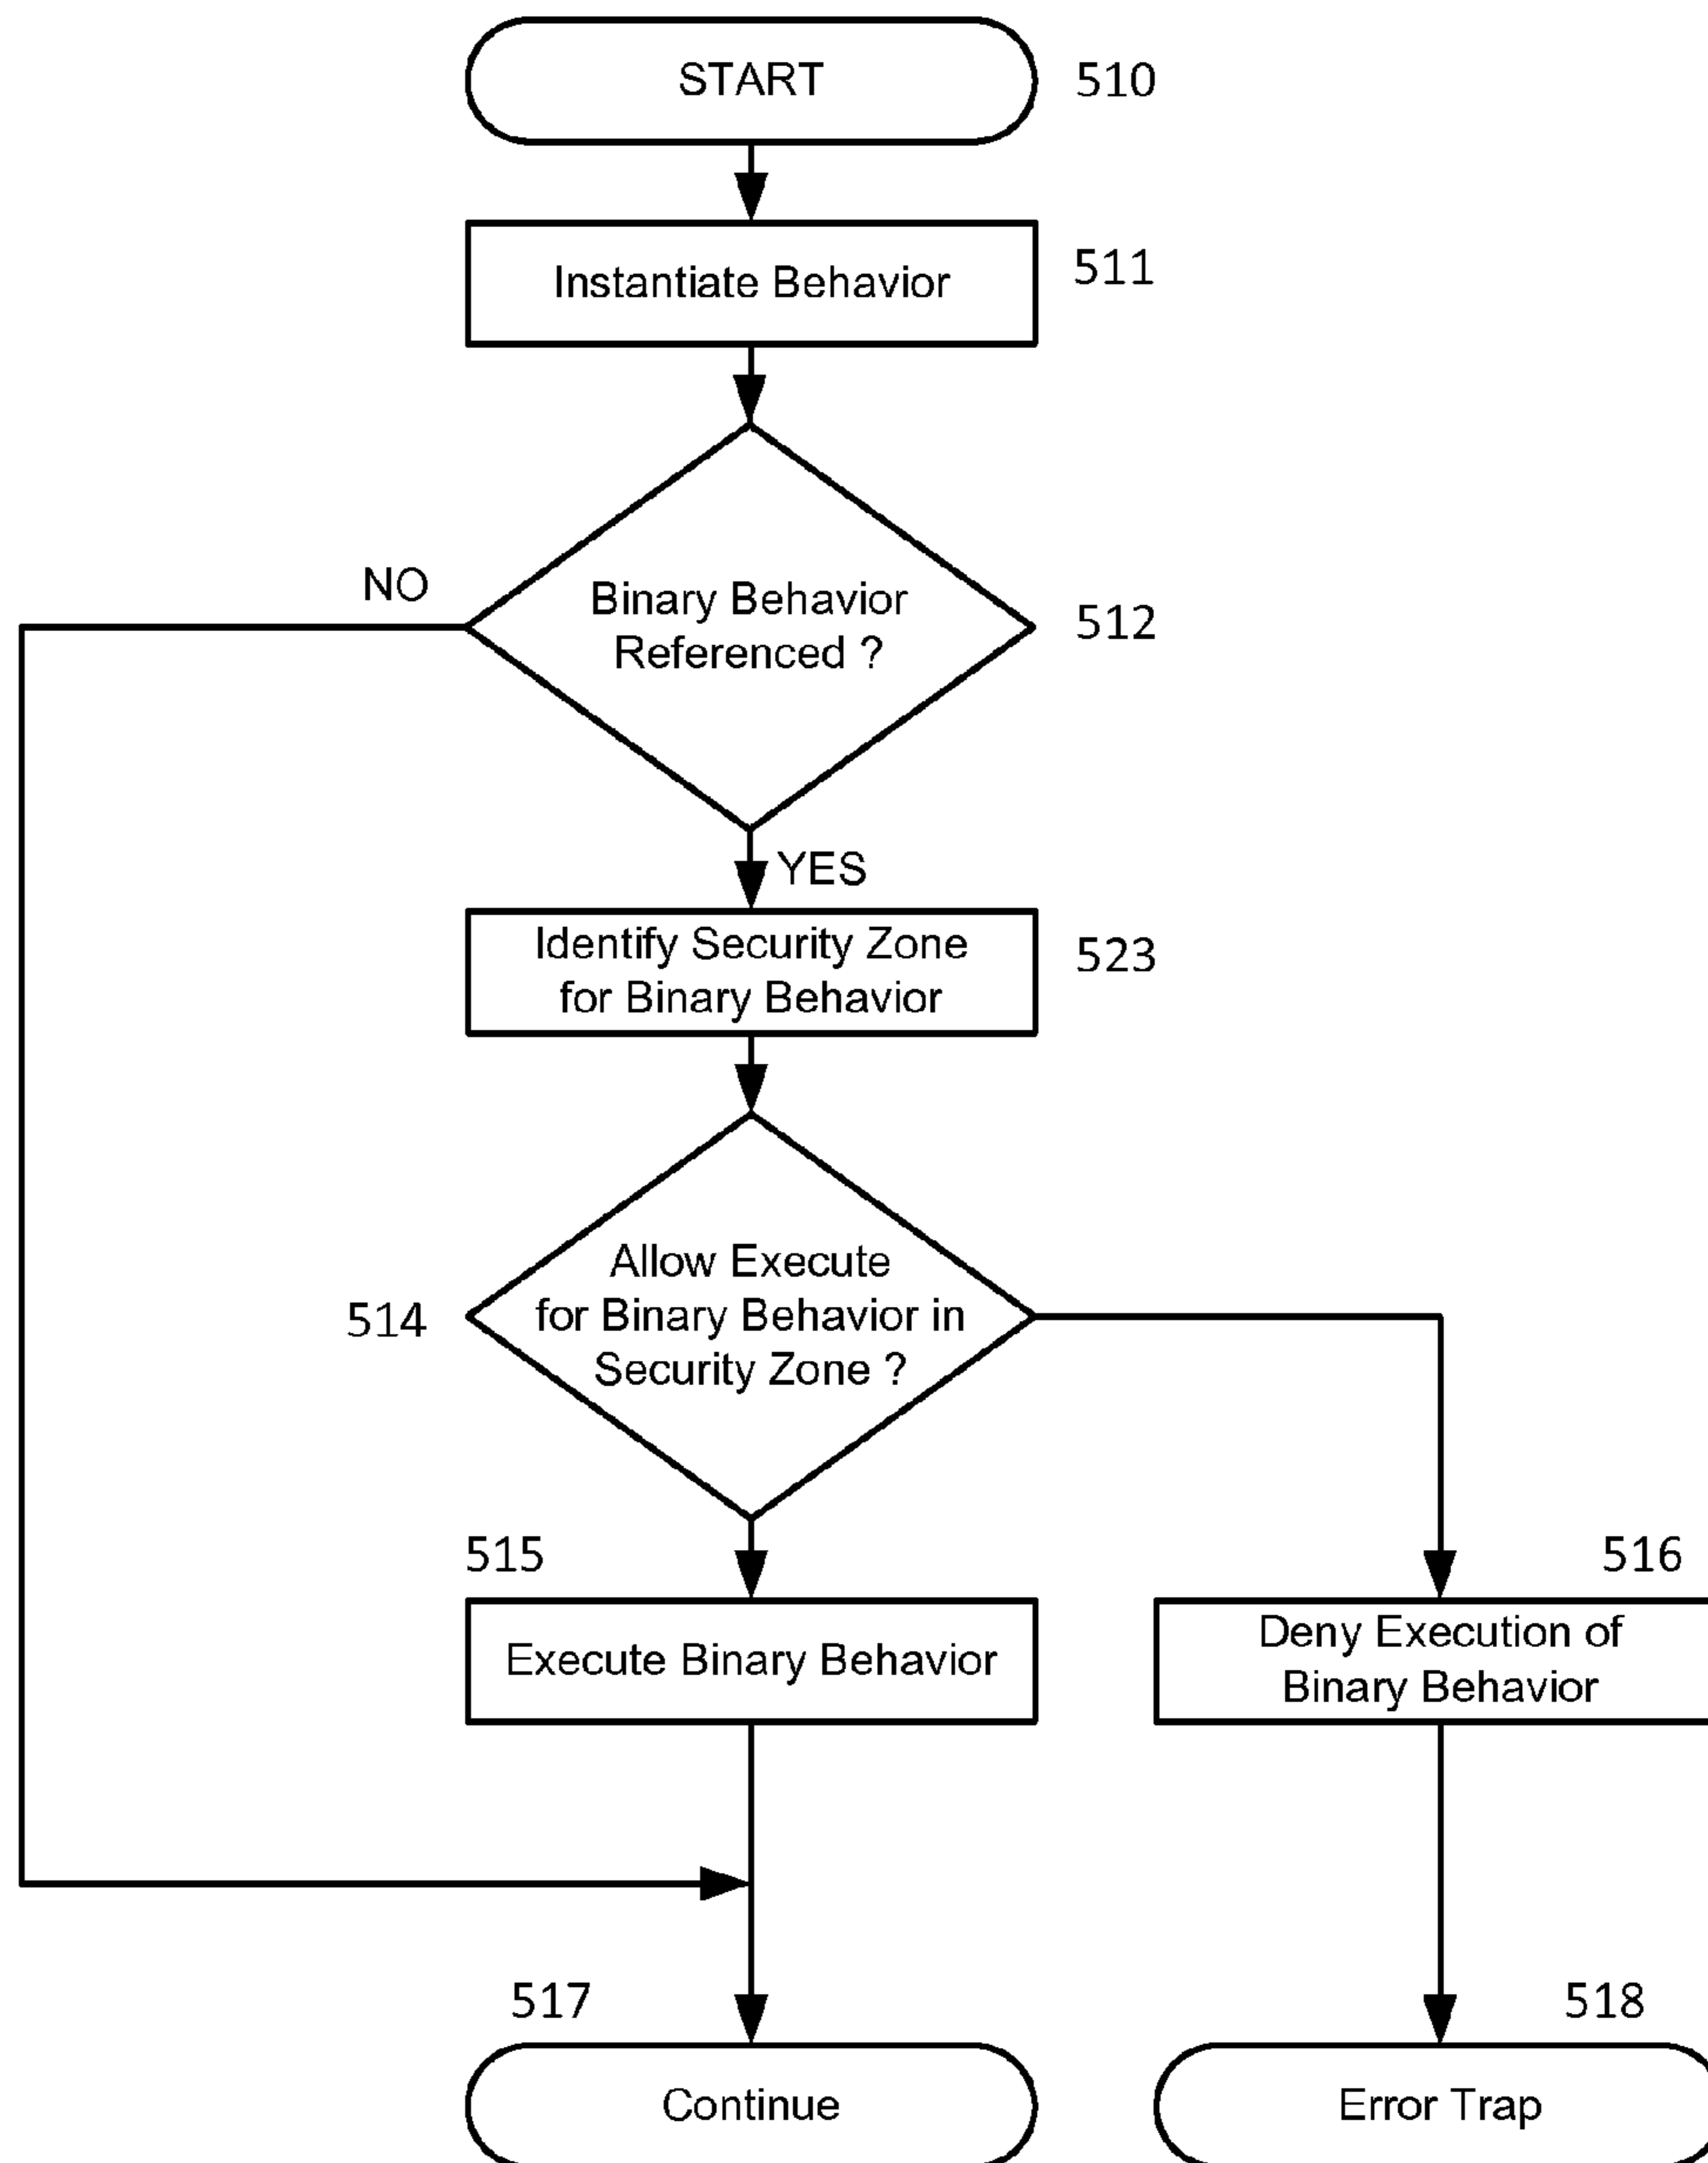 START
510
Instantiate Behavior
511
NO
Binary Behavior
Referenced ?
512
YES
Identify Security Zone
for Binary Behavior
523
514
Allow Execute
for Binary Behavior in
Security Zone ?
515
Execute Binary Behavior
516
Deny Execution of
Binary Behavior
517
Continue
518
Error Trap